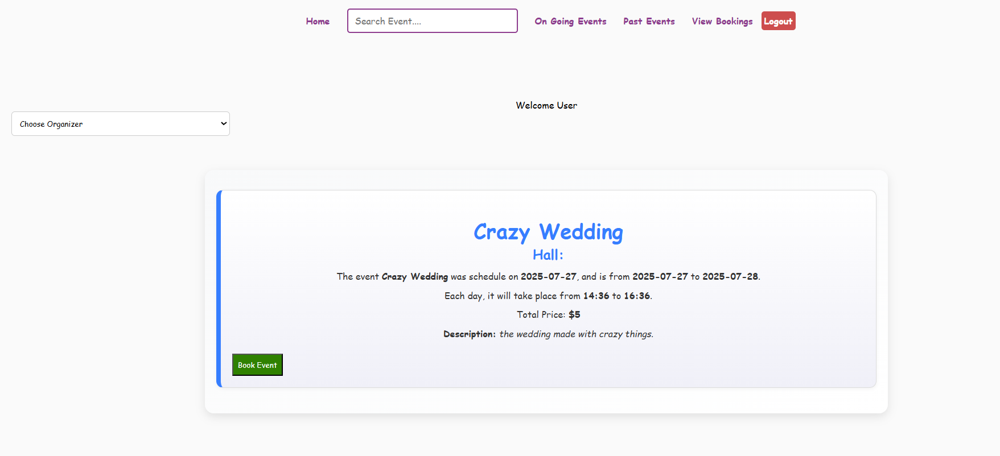 Home Search Event.... On Going Events Past Events View Bookings Logout
Welcome User
Choose Organizer
Crazy Wedding
Hall:
The event Crazy Wedding was schedule on 2025-07-27, and is from 2025-07-27 to 2025-07-28.
Each day, it will take place from 14:36 to 16:36.
Total Price: $5
Description: the wedding made with crazy things.
Book Event